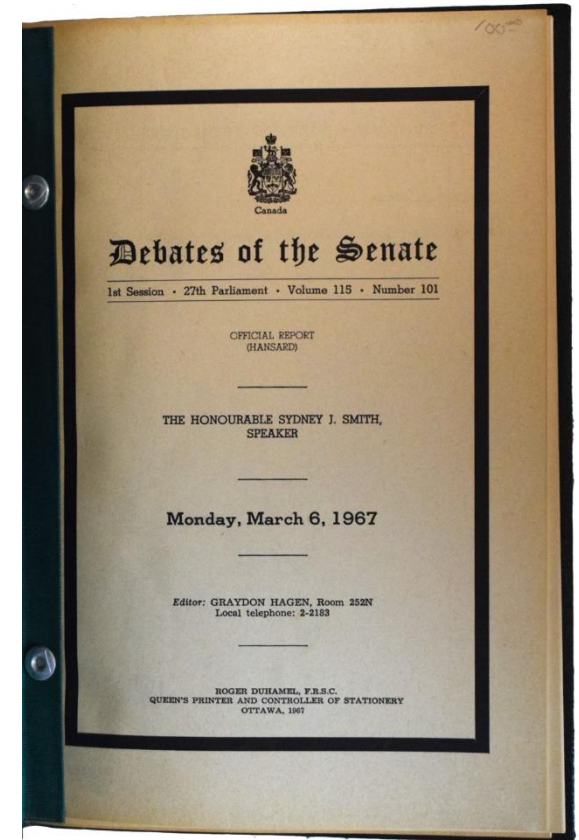 Canada
Debates of the Senate
1st Session • 27th Parliament • Volume 115 • Number 101
OFFICIAL REPORT
(HANSARD)
THE HONOURABLE SYDNEY J. SMITH,
SPEAKER
Monday, March 6, 1967
Editor: GRAYDON HAGEN, Room 252N
Local telephone: 2-2183
ROGER DUHAMEL, F.R.S.C.
QUEEN'S PRINTER AND CONTROLLER OF STATIONERY
OTTAWA, 1967